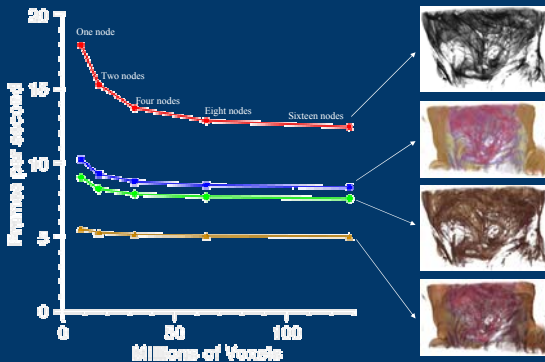 20
One node
Two nodes
15
Four nodes
Eight nodes
Sixteen nodes
10
5
0
0
50
100
Frames per second
Millions of Voxels